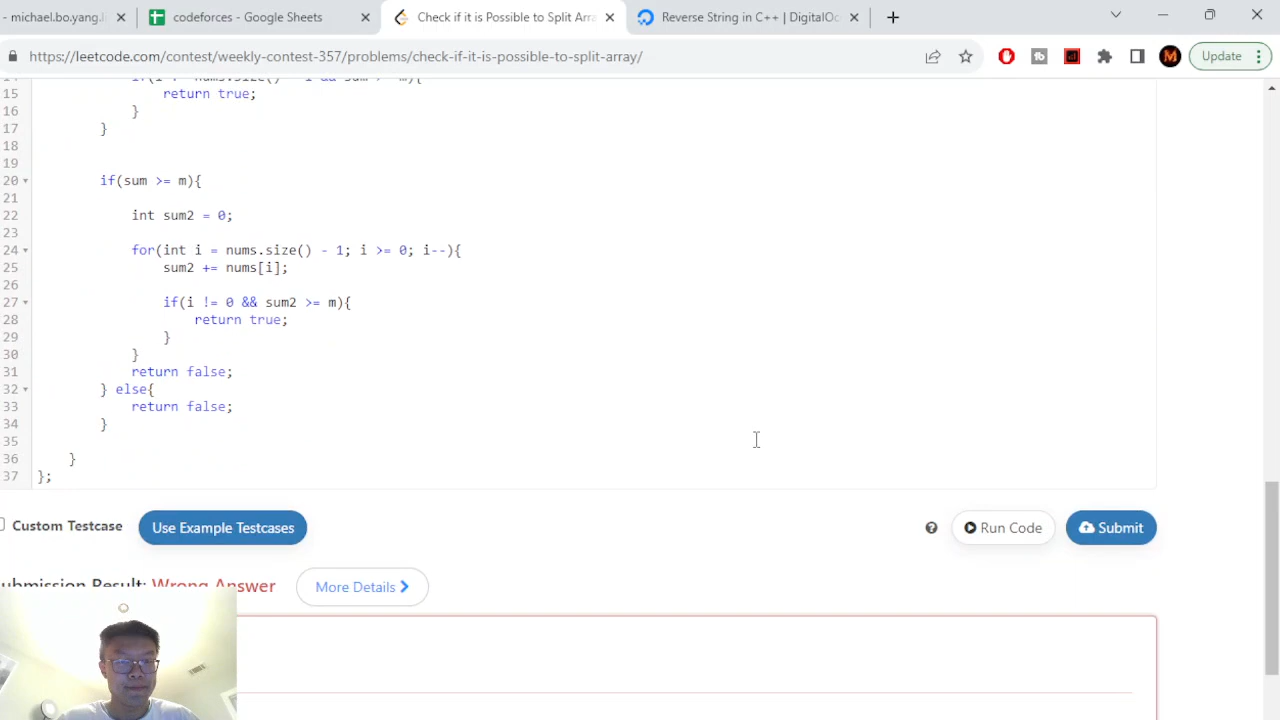 - michael.bo.yang.l
codeforces - Google Sheets
Check if it is Possible to Split Arra
Reverse String in C++ | DigitalOc
https://leetcode.com/contest/weekly-contest-357/problems/check-if-it-is-possible-to-split-array/
M
Update
15 return true;
16 }
17 }
18
19
20 if(sum >= m){
21
22 int sum2 = 0;
23
24 for(int i = nums.size() - 1; i >= 0; i--){
25 sum2 += nums[i];
26
27 if(i != 0 && sum2 >= m){
28 return true;
29 }
30 }
31 return false;
32 } else{
33 return false;
34 }
35
36 }
37 };
Custom Testcase
Use Example Testcases
Run Code
Submit
ubmission Result: Wrong Answer
More Details